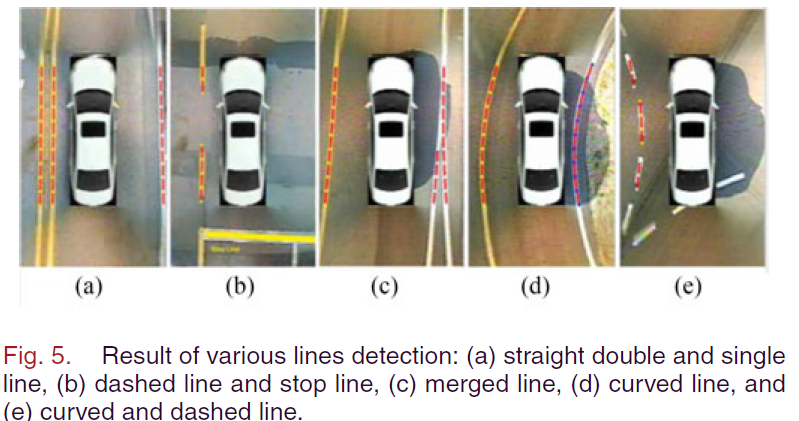 Stop Line
(a) (b) (c) (d) (e)
Fig. 5. Result of various lines detection: (a) straight double and single
line, (b) dashed line and stop line, (c) merged line, (d) curved line, and
(e) curved and dashed line.